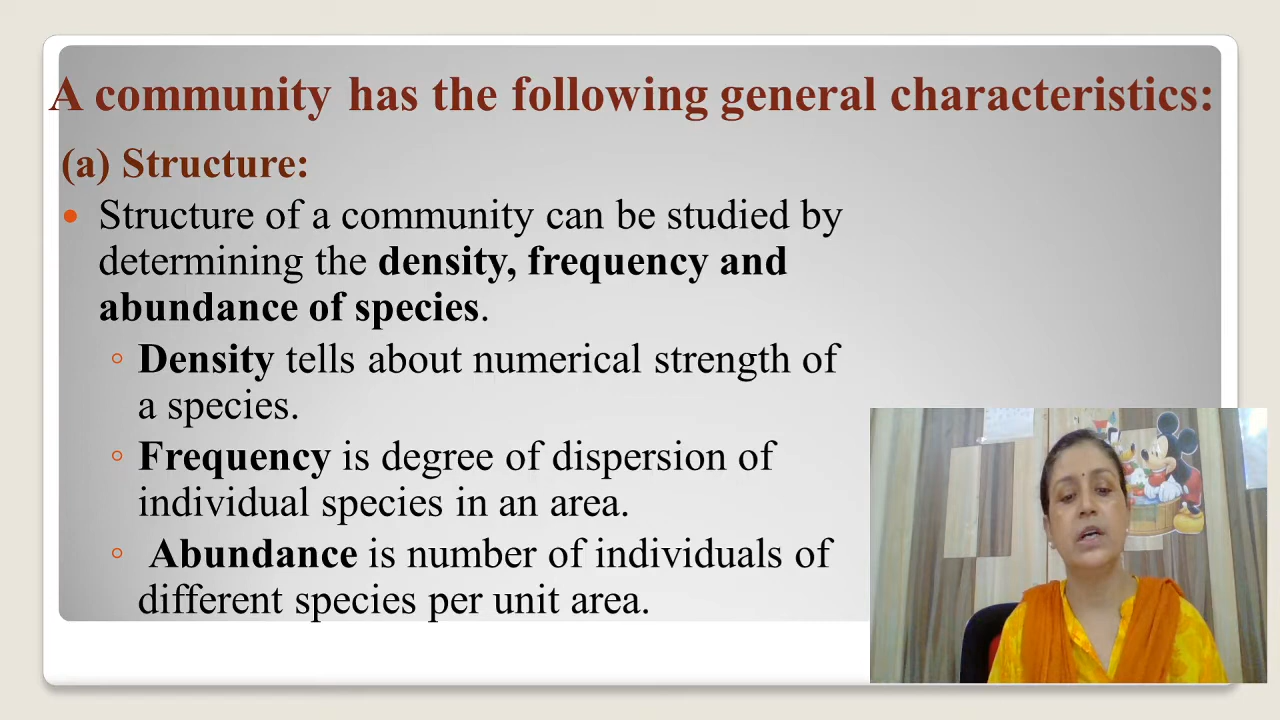 A community has the following general characteristics:
(a) Structure:
• Structure of a community can be studied by
determining the density, frequency and
abundance of species.
◦ Density tells about numerical strength of
a species.
◦ Frequency is degree of dispersion of
individual species in an area.
◦ Abundance is number of individuals of
different species per unit area.